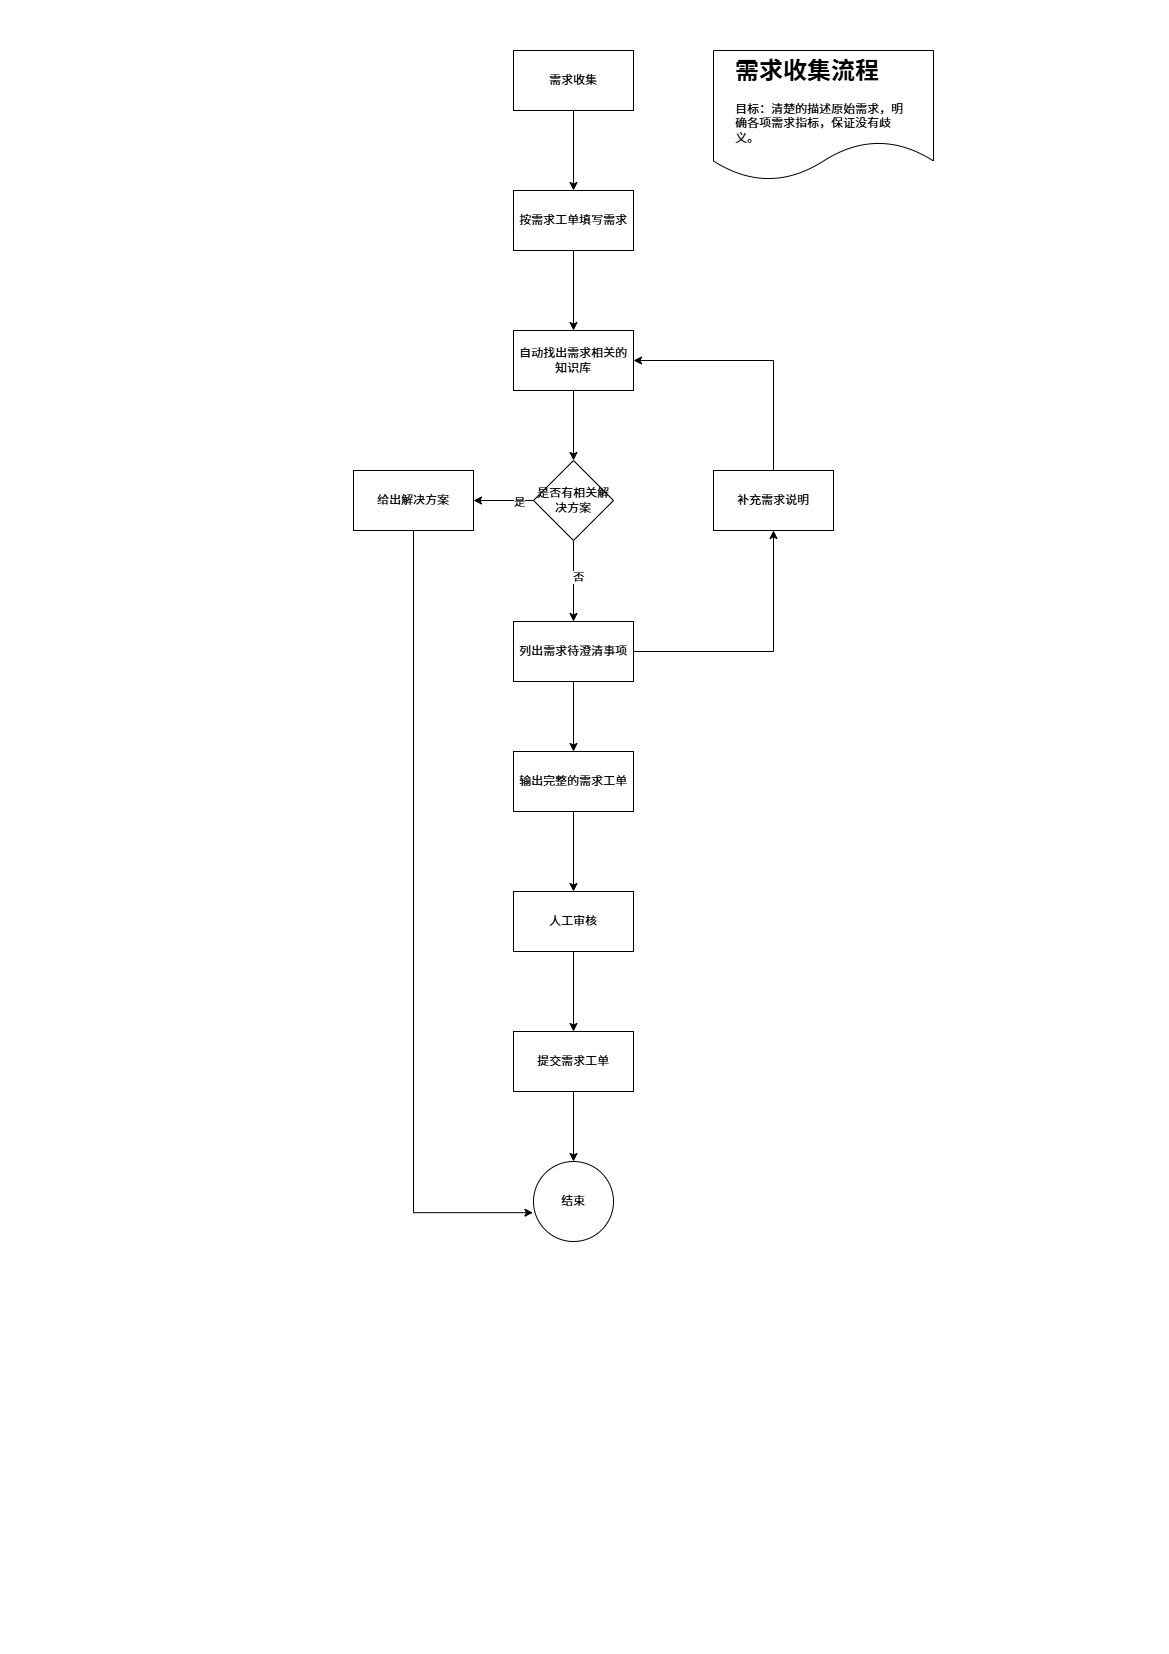 需求收集
需求收集流程
目标：清楚的描述原始需求，明
确各项需求指标，保证没有歧
义。
按需求工单填写需求
自动找出需求相关的
知识库
给出解决方案
是
是否有相关解
决方案
补充需求说明
否
列出需求待澄清事项
输出完整的需求工单
人工审核
提交需求工单
结束